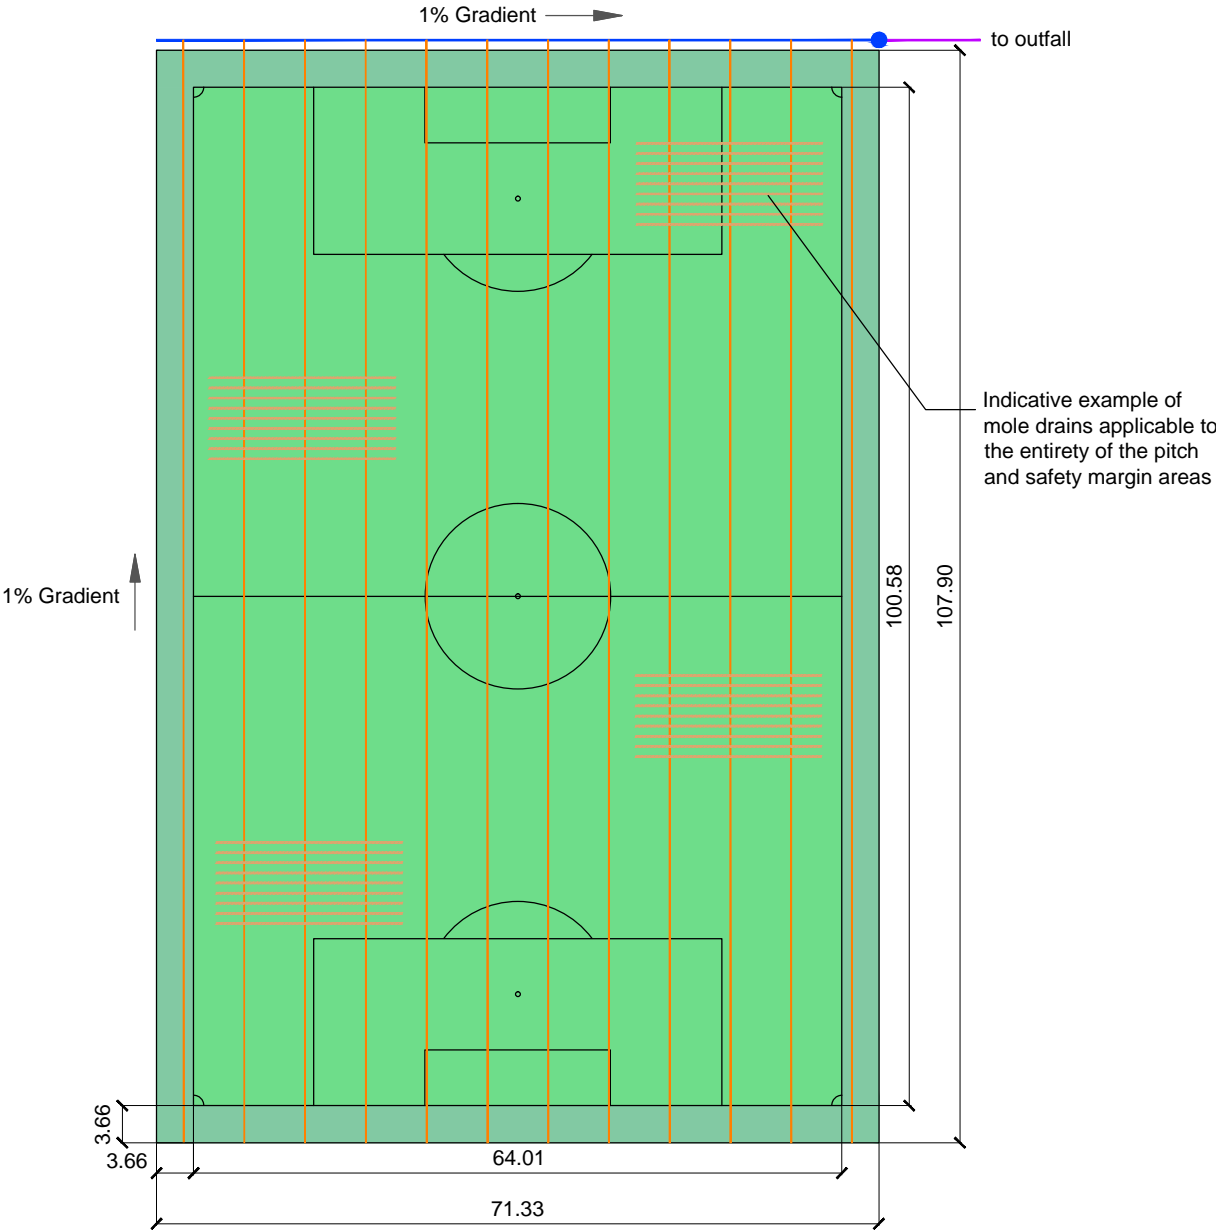 1% Gradient
to outfall
Indicative example of
mole drains applicable to
the entirety of the pitch
and safety margin areas
100.58
107.90
1% Gradient
3.66
3.66
64.01
71.33